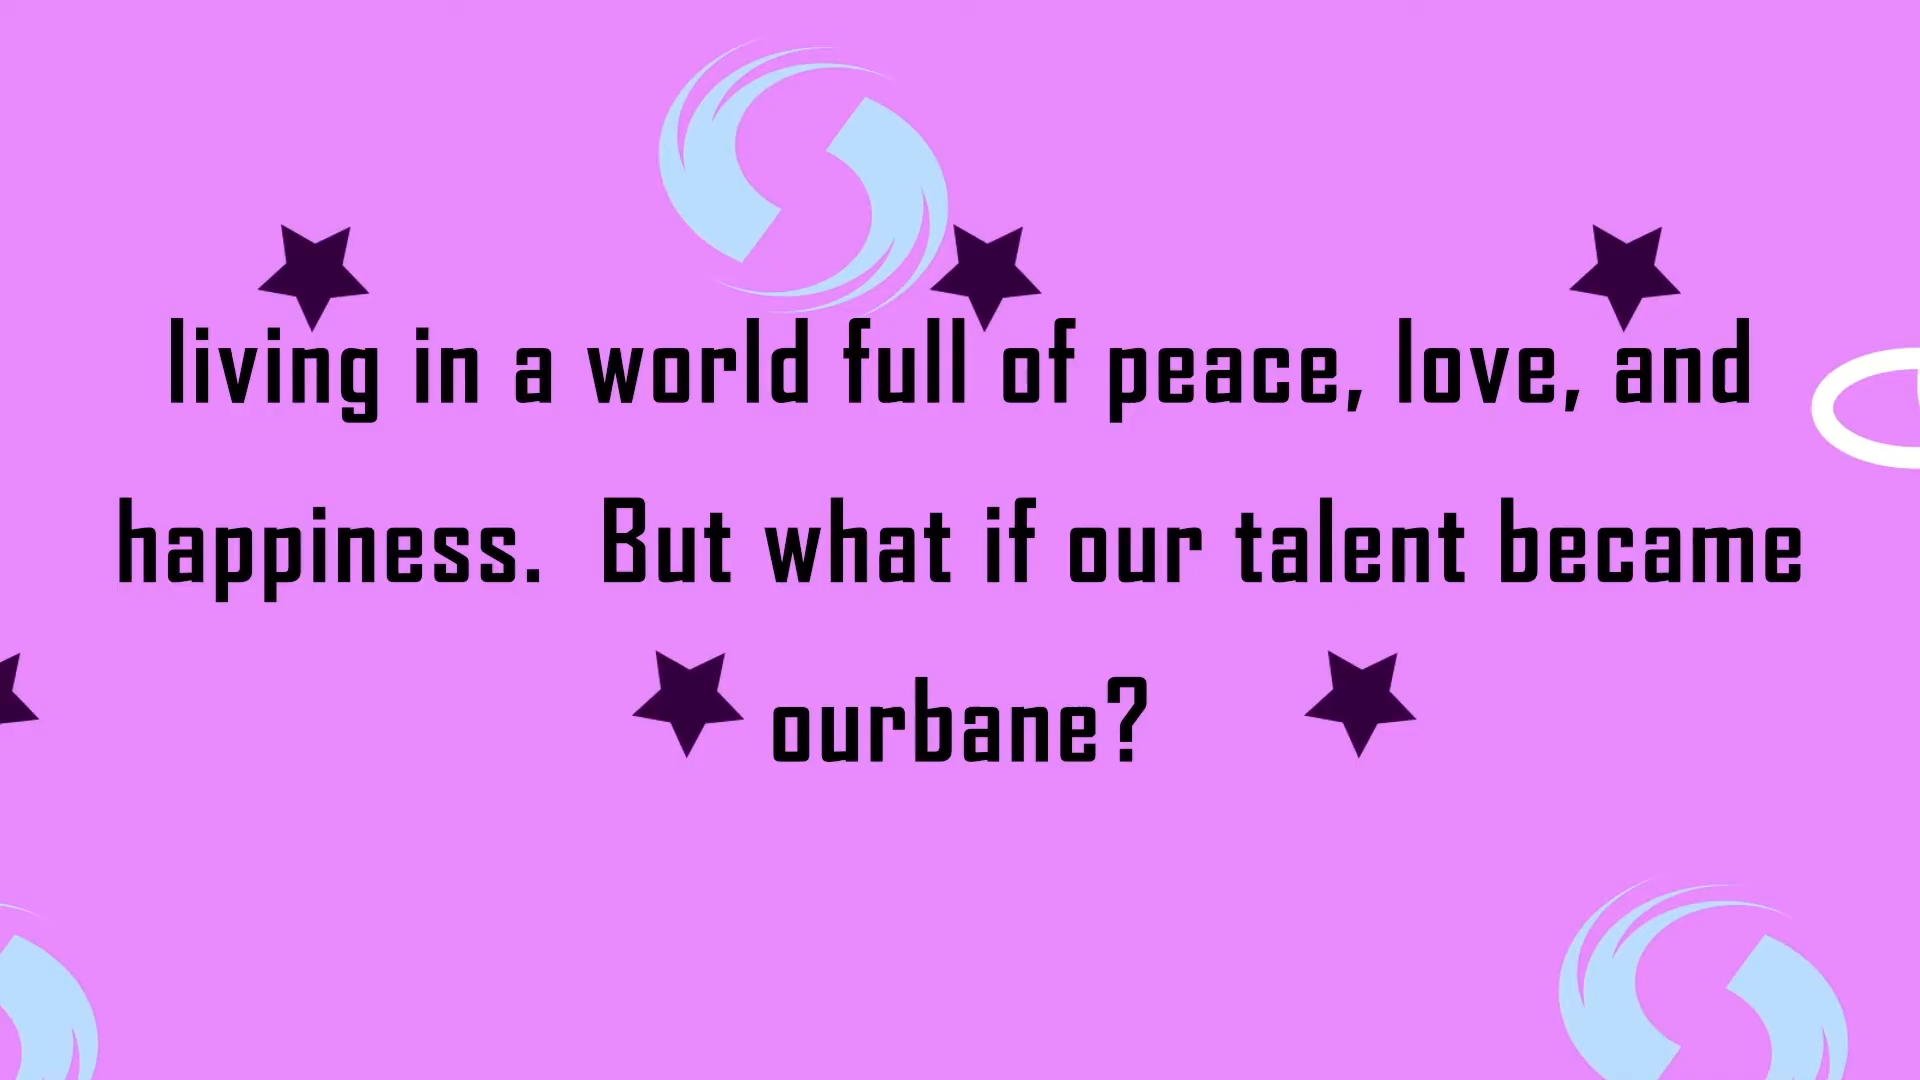 living in a world full of peace, love, and
happiness.  But what if our talent became
ourbane?